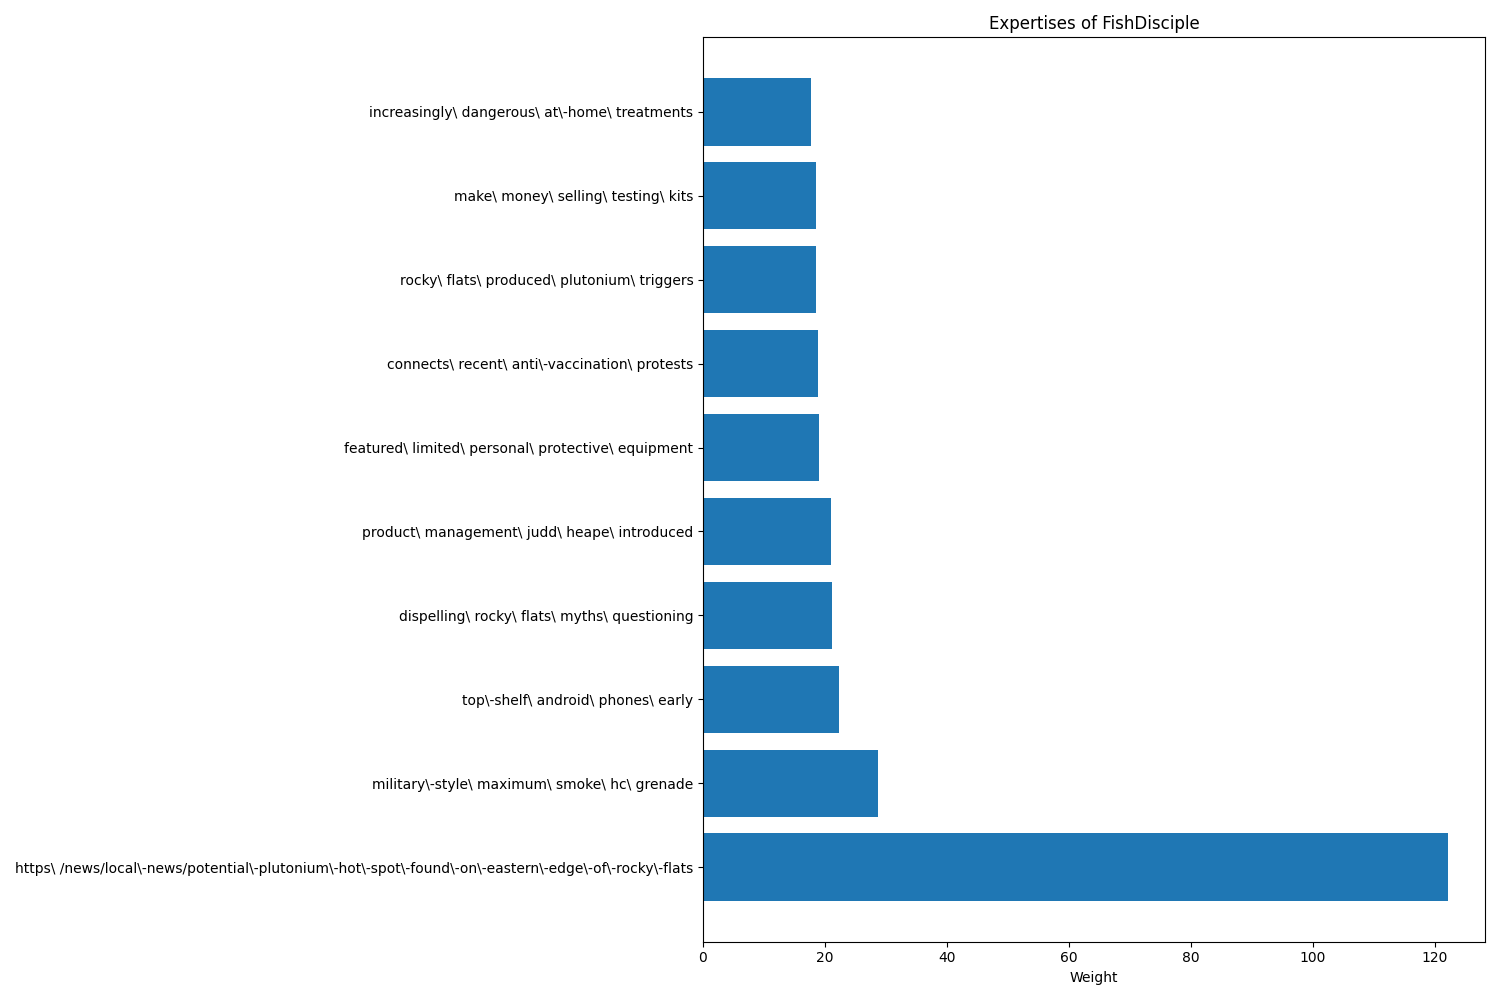 Expertises of FishDisciple
increasingly\ dangerous\ at\-home\ treatments
make\ money\ selling\ testing\ kits
rocky\ flats\ produced\ plutonium\ triggers
connects\ recent\ anti\-vaccination\ protests
featured\ limited\ personal\ protective\ equipment
product\ management\ judd\ heape\ introduced
dispelling\ rocky\ flats\ myths\ questioning
top\-shelf\ android\ phones\ early
military\-style\ maximum\ smoke\ hc\ grenade
https\ /news/local\-news/potential\-plutonium\-hot\-spot\-found\-on\-eastern\-edge\-of\-rocky\-flats
0 20 40 60 80 100 120
Weight